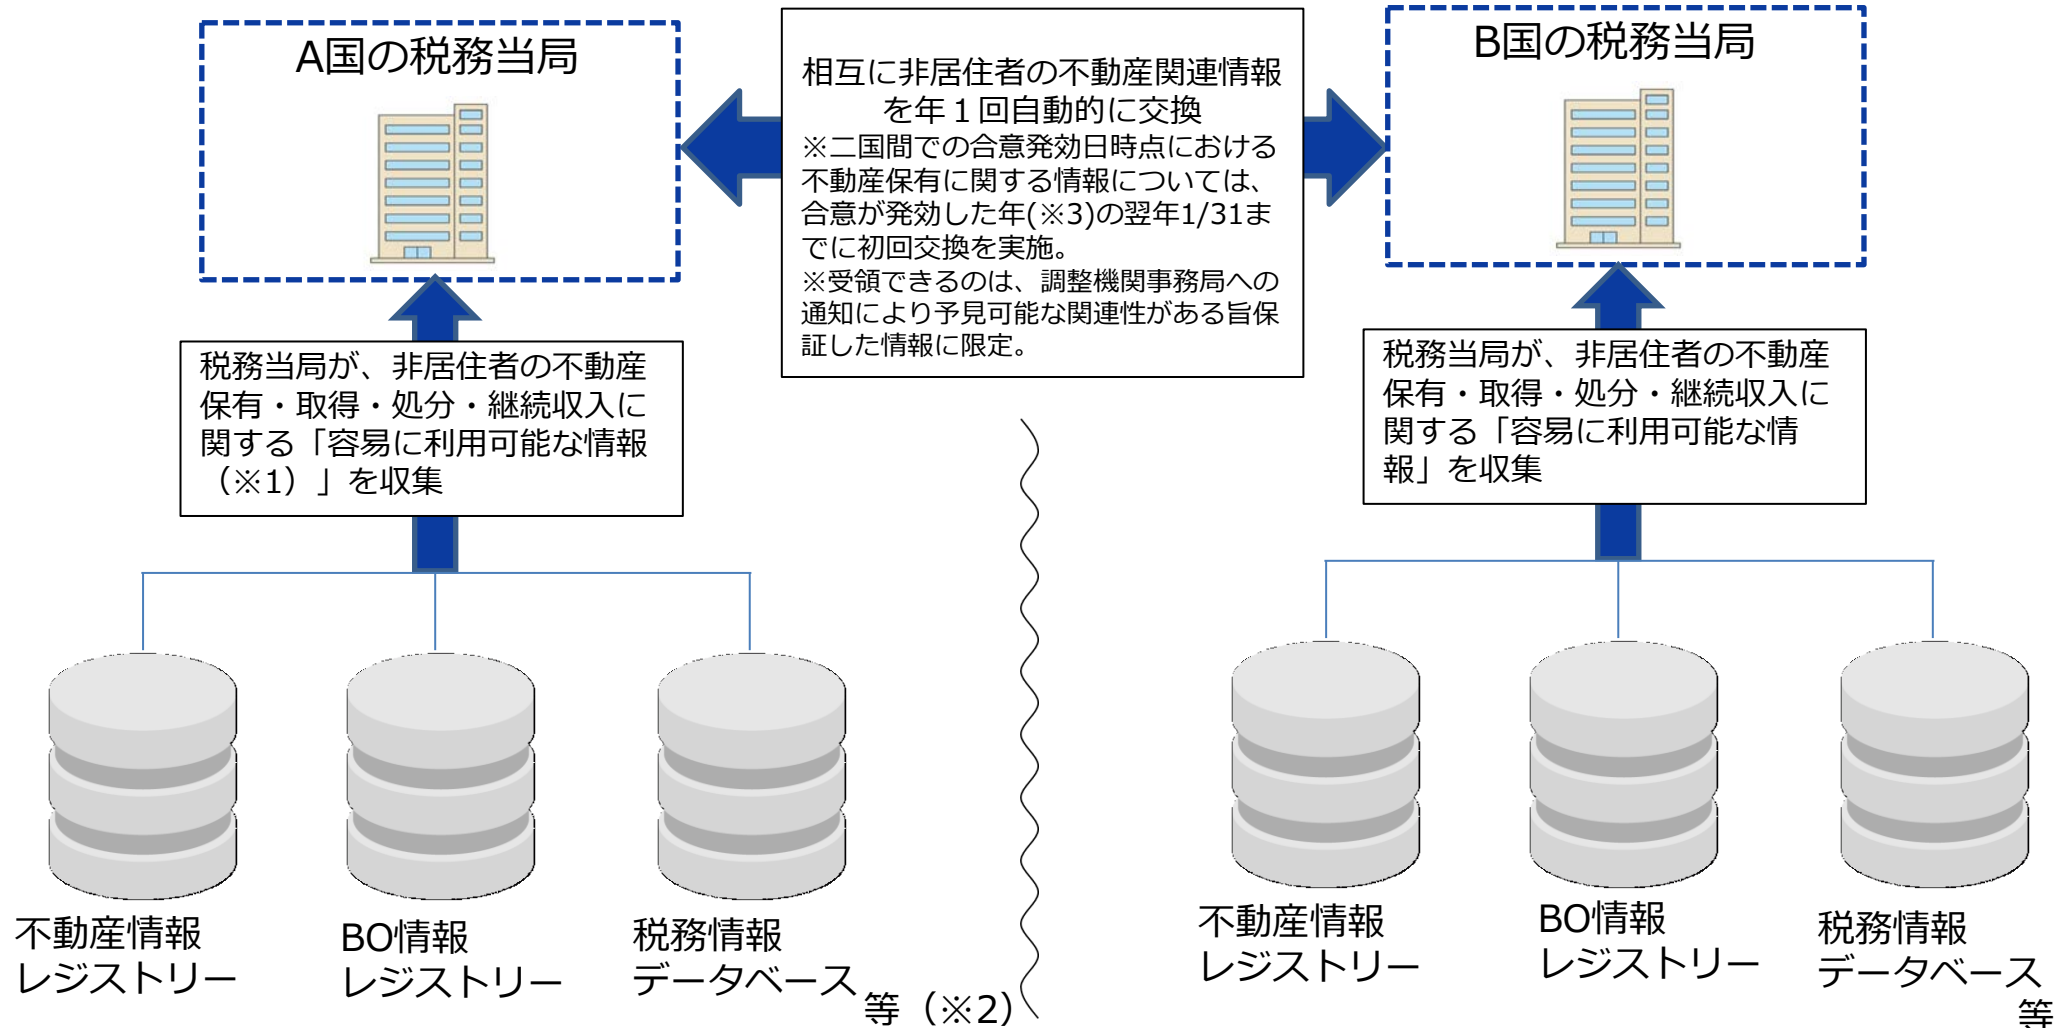 A国の税務当局
相互に非居住者の不動産関連情報
を年１回自動的に交換
※二国間での合意発効日時点における
不動産保有に関する情報については、
合意が発効した年(※3)の翌年1/31ま
でに初回交換を実施。
※受領できるのは、調整機関事務局への
通知により予見可能な関連性がある旨保
証した情報に限定。
B国の税務当局
税務当局が、非居住者の不動産
保有・取得・処分・継続収入に
関する「容易に利用可能な情報
（※1）」を収集
税務当局が、非居住者の不動産
保有・取得・処分・継続収入に
関する「容易に利用可能な情
報」を収集
不動産情報
レジストリー
BO情報
レジストリー
税務情報
データベース
等（※2）
不動産情報
レジストリー
BO情報
レジストリー
税務情報
データベース
等